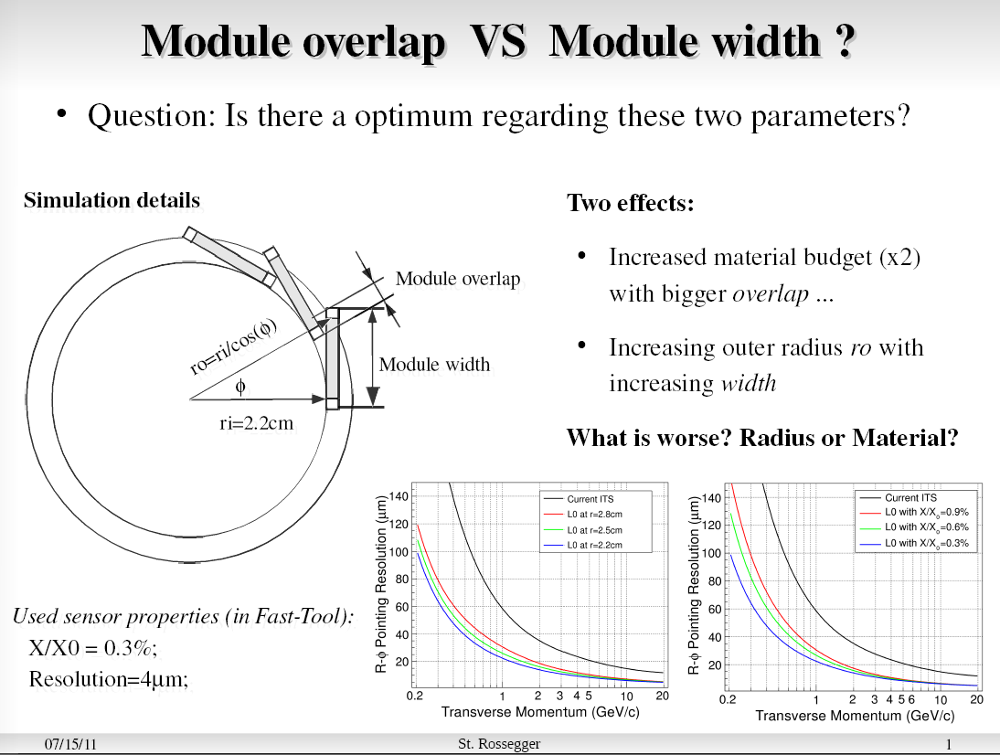 Module overlap VS Module width ?
• Question: Is there a optimum regarding these two parameters?
Simulation details
Module overlap
Module width
ro=ri/cos(ϕ)
ϕ
ri=2.2cm
Used sensor properties (in Fast-Tool):
X/X0 = 0.3%;
Resolution=4μm;
Two effects:
• Increased material budget (x2)
with bigger overlap ...
• Increasing outer radius ro with
increasing width
What is worse? Radius or Material?
R-ϕ Pointing Resolution (μm)
140
120
100
80
60
40
20
Current ITS
L0 at r=2.8cm
L0 at r=2.5cm
L0 at r=2.2cm
0.2 1 2 3 4 5 10 20
Transverse Momentum (GeV/c)
R-ϕ Pointing Resolution (μm)
140
120
100
80
60
40
20
Current ITS
L0 with X/X0=0.9%
L0 with X/X0=0.6%
L0 with X/X0=0.3%
0.2 1 2 3 4 5 6 10 20
Transverse Momentum (GeV/c)
07/15/11 St. Rossegger 1